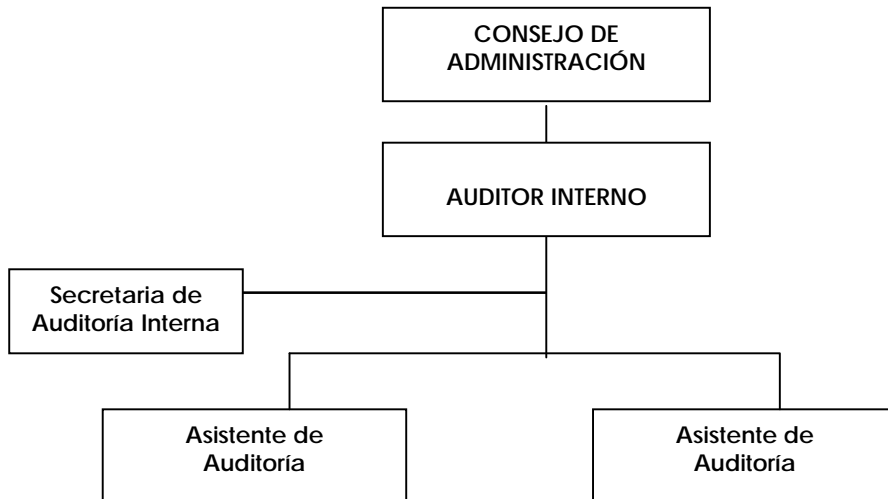 CONSEJO DE
ADMINISTRACIÓN
AUDITOR INTERNO
Secretaria de
Auditoría Interna
Asistente de
Auditoría
Asistente de
Auditoría